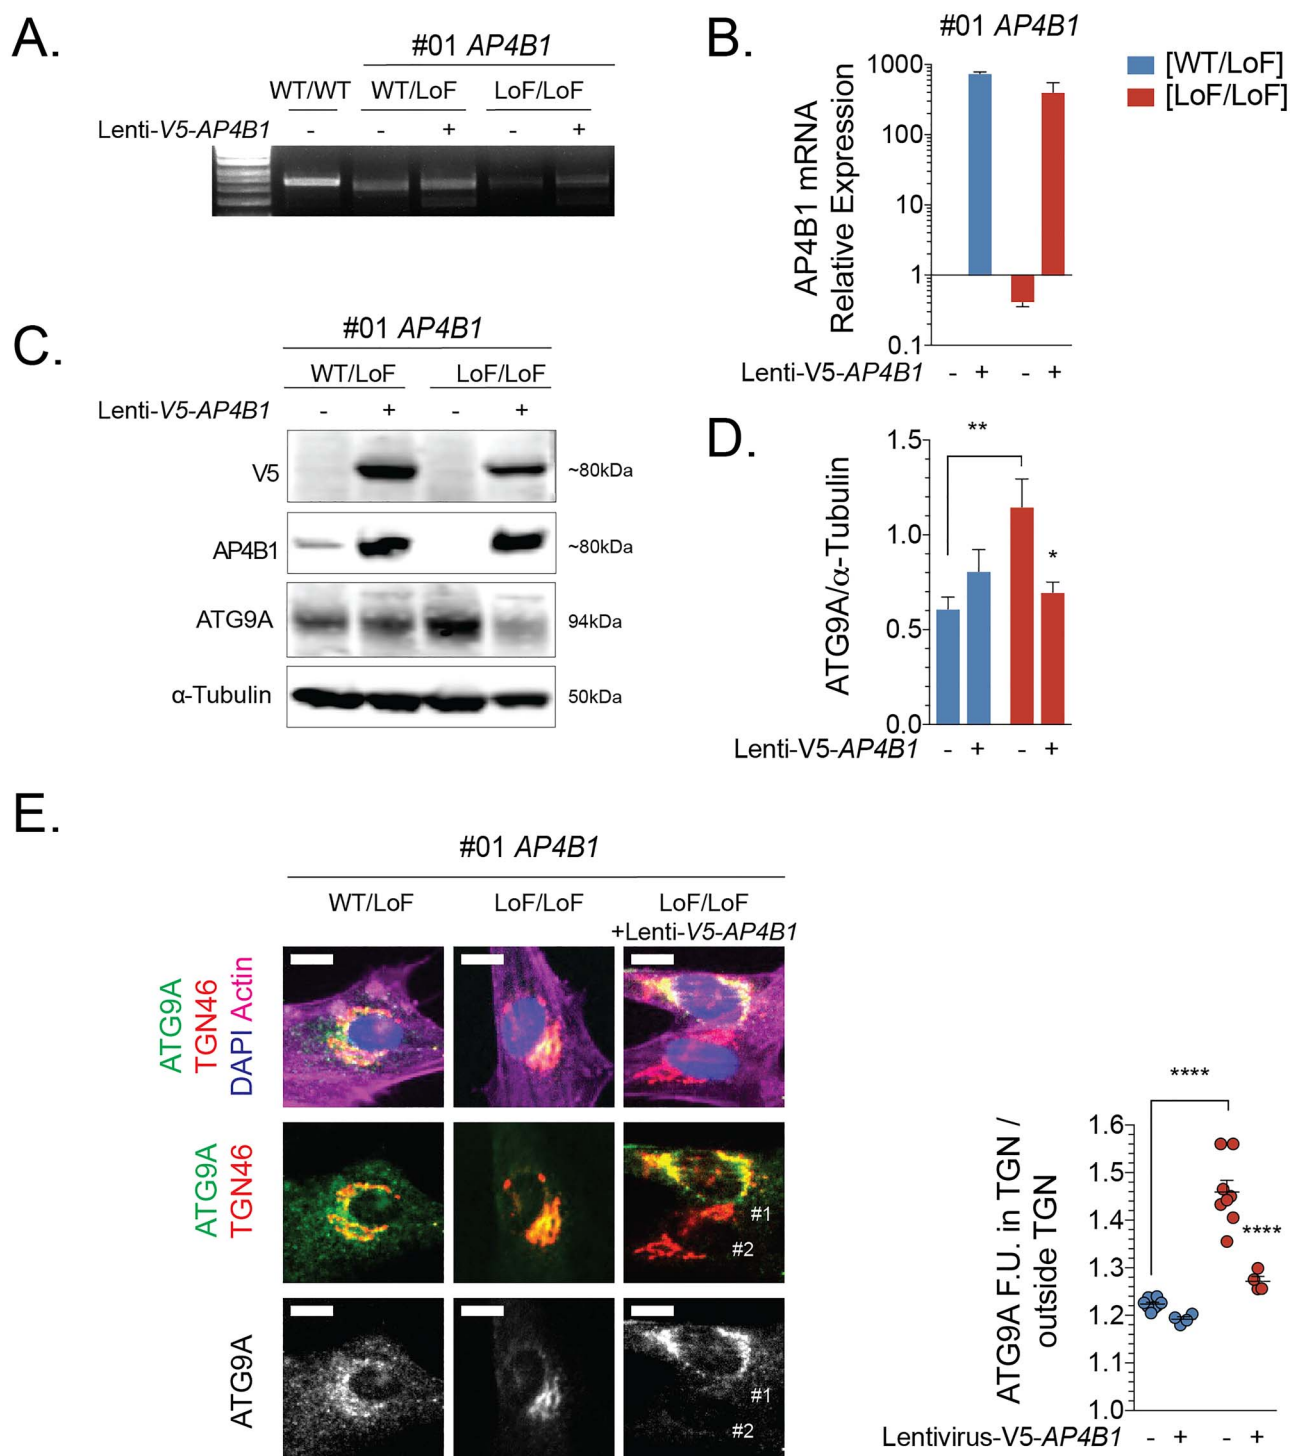 A.
#01 AP4B1
WT/WT WT/LoF LoF/LoF
Lenti-V5-AP4B1 - - + - +
B.
#01 AP4B1
[WT/LoF]
[LoF/LoF]
AP4B1 mRNA
Relative Expression
1000
100
10
1
0.1
Lenti-V5-AP4B1 - + - +
C.
#01 AP4B1
WT/LoF LoF/LoF
Lenti-V5-AP4B1 - + - +
V5 ~80kDa
AP4B1 ~80kDa
ATG9A 94kDa
α-Tubulin 50kDa
D.
**
*
ATG9A/α-Tubulin
1.5
1.0
0.5
0.0
Lenti-V5-AP4B1 - + - +
E.
#01 AP4B1
WT/LoF LoF/LoF LoF/LoF
+Lenti-V5-AP4B1
ATG9A
TGN46
DAPI Actin
ATG9A
TGN46
#1
#2
ATG9A
#1
#2
****
****
ATG9A F.U. in TGN /
outside TGN
1.6
1.5
1.4
1.3
1.2
1.1
1.0
Lentivirus-V5-AP4B1 - + - +